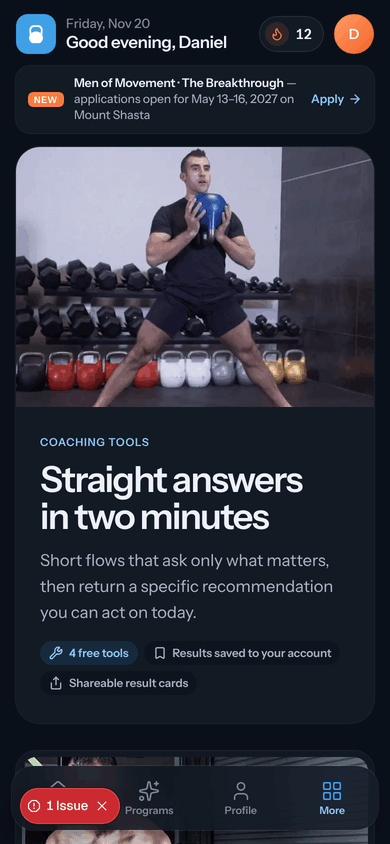 Friday, Nov 20
Good evening, Daniel
12
D
NEW
Men of Movement · The Breakthrough —
applications open for May 13–16, 2027 on
Mount Shasta
Apply →
COACHING TOOLS
Straight answers
in two minutes
Short flows that ask only what matters,
then return a specific recommendation
you can act on today.
4 free tools
Results saved to your account
Shareable result cards
1 Issue
Programs
Profile
More